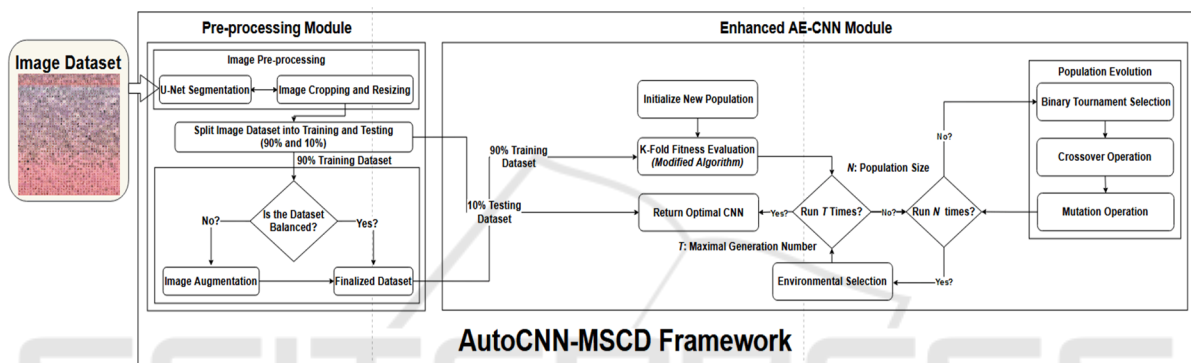 Pre-processing Module
Enhanced AE-CNN Module
Image Dataset
Image Pre-processing
U-Net Segmentation
Image Cropping and Resizing
Split Image Dataset into Training and Testing
(90% and 10%)
90% Training Dataset
Is the Dataset
Balanced?
No?
Yes?
Image Augmentation
Finalized Dataset
90% Training
Dataset
10% Testing
Dataset
Initialize New Population
K-Fold Fitness Evaluation
(Modified Algorithm)
N: Population Size
Return Optimal CNN
Yes?
Run T Times?
No?
Run N times?
T: Maximal Generation Number
Environmental Selection
Yes?
No?
Population Evolution
Binary Tournament Selection
Crossover Operation
Mutation Operation
AutoCNN-MSCD Framework